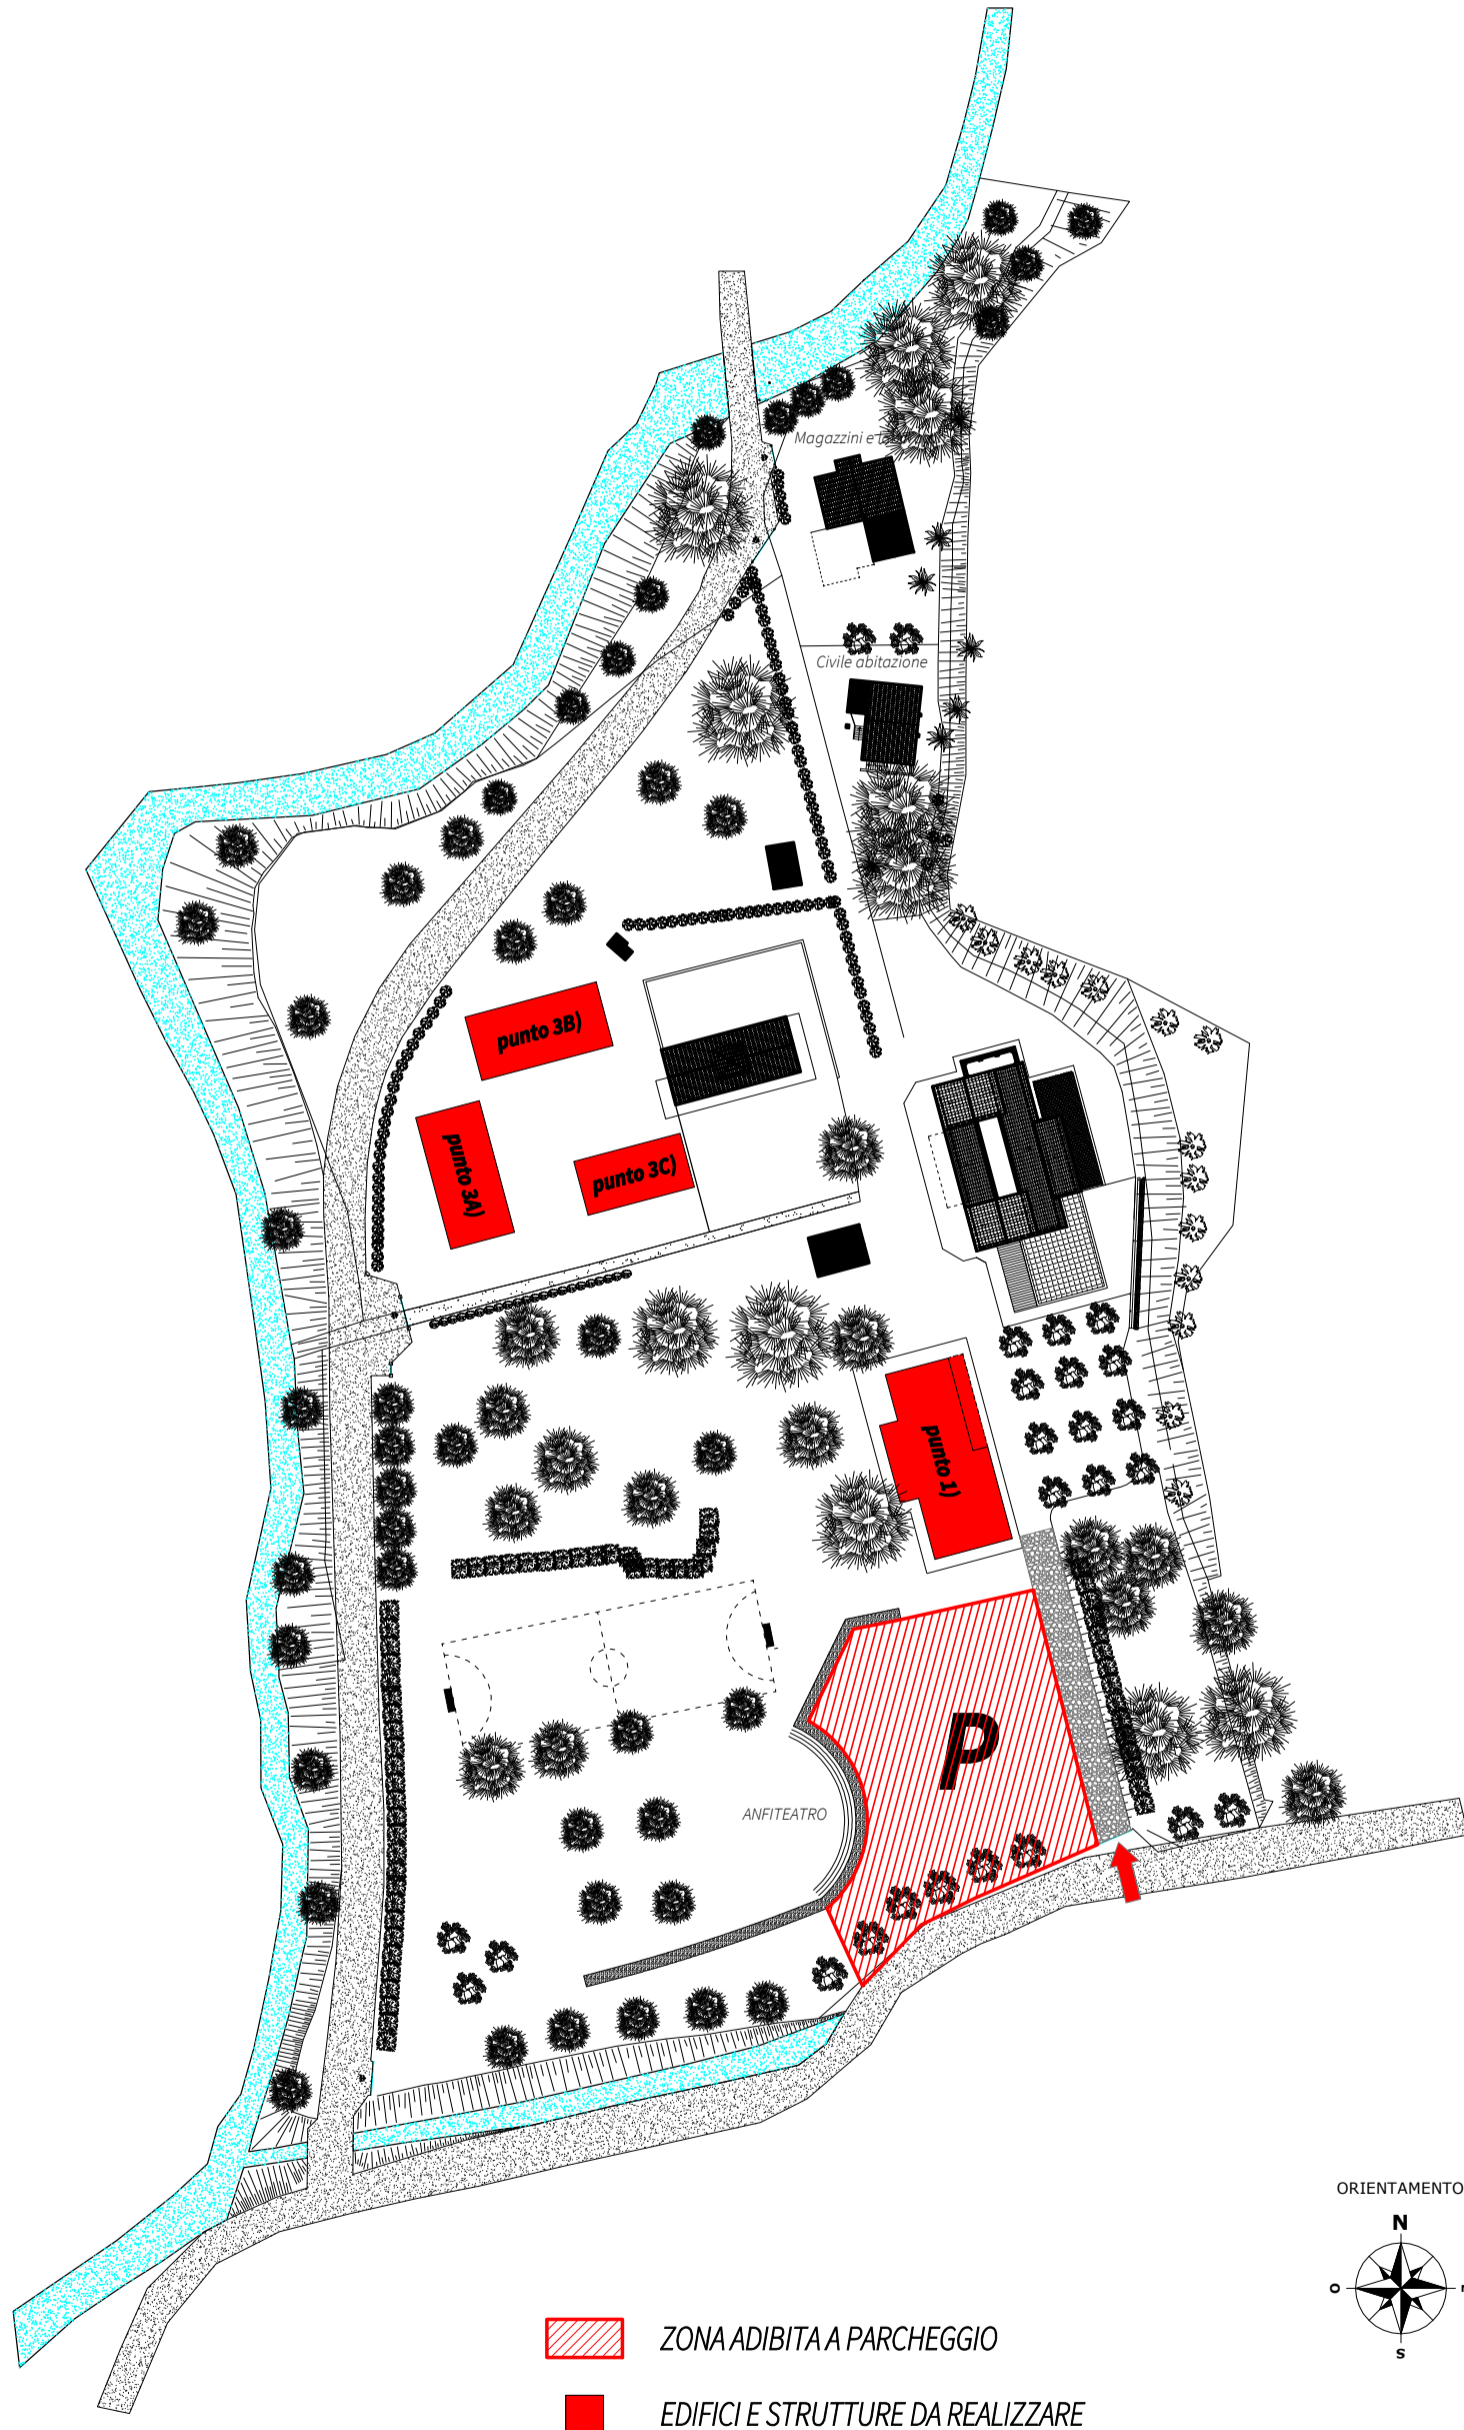 Magazzini e
Civile abitazione
punto 3B)
punto 3A)
punto 3C)
punto 1)
P
ANFITEATRO
ORIENTAMENTO
N
O
S
ZONA ADIBITA A PARCHEGGIO
EDIFICI E STRUTTURE DA REALIZZARE